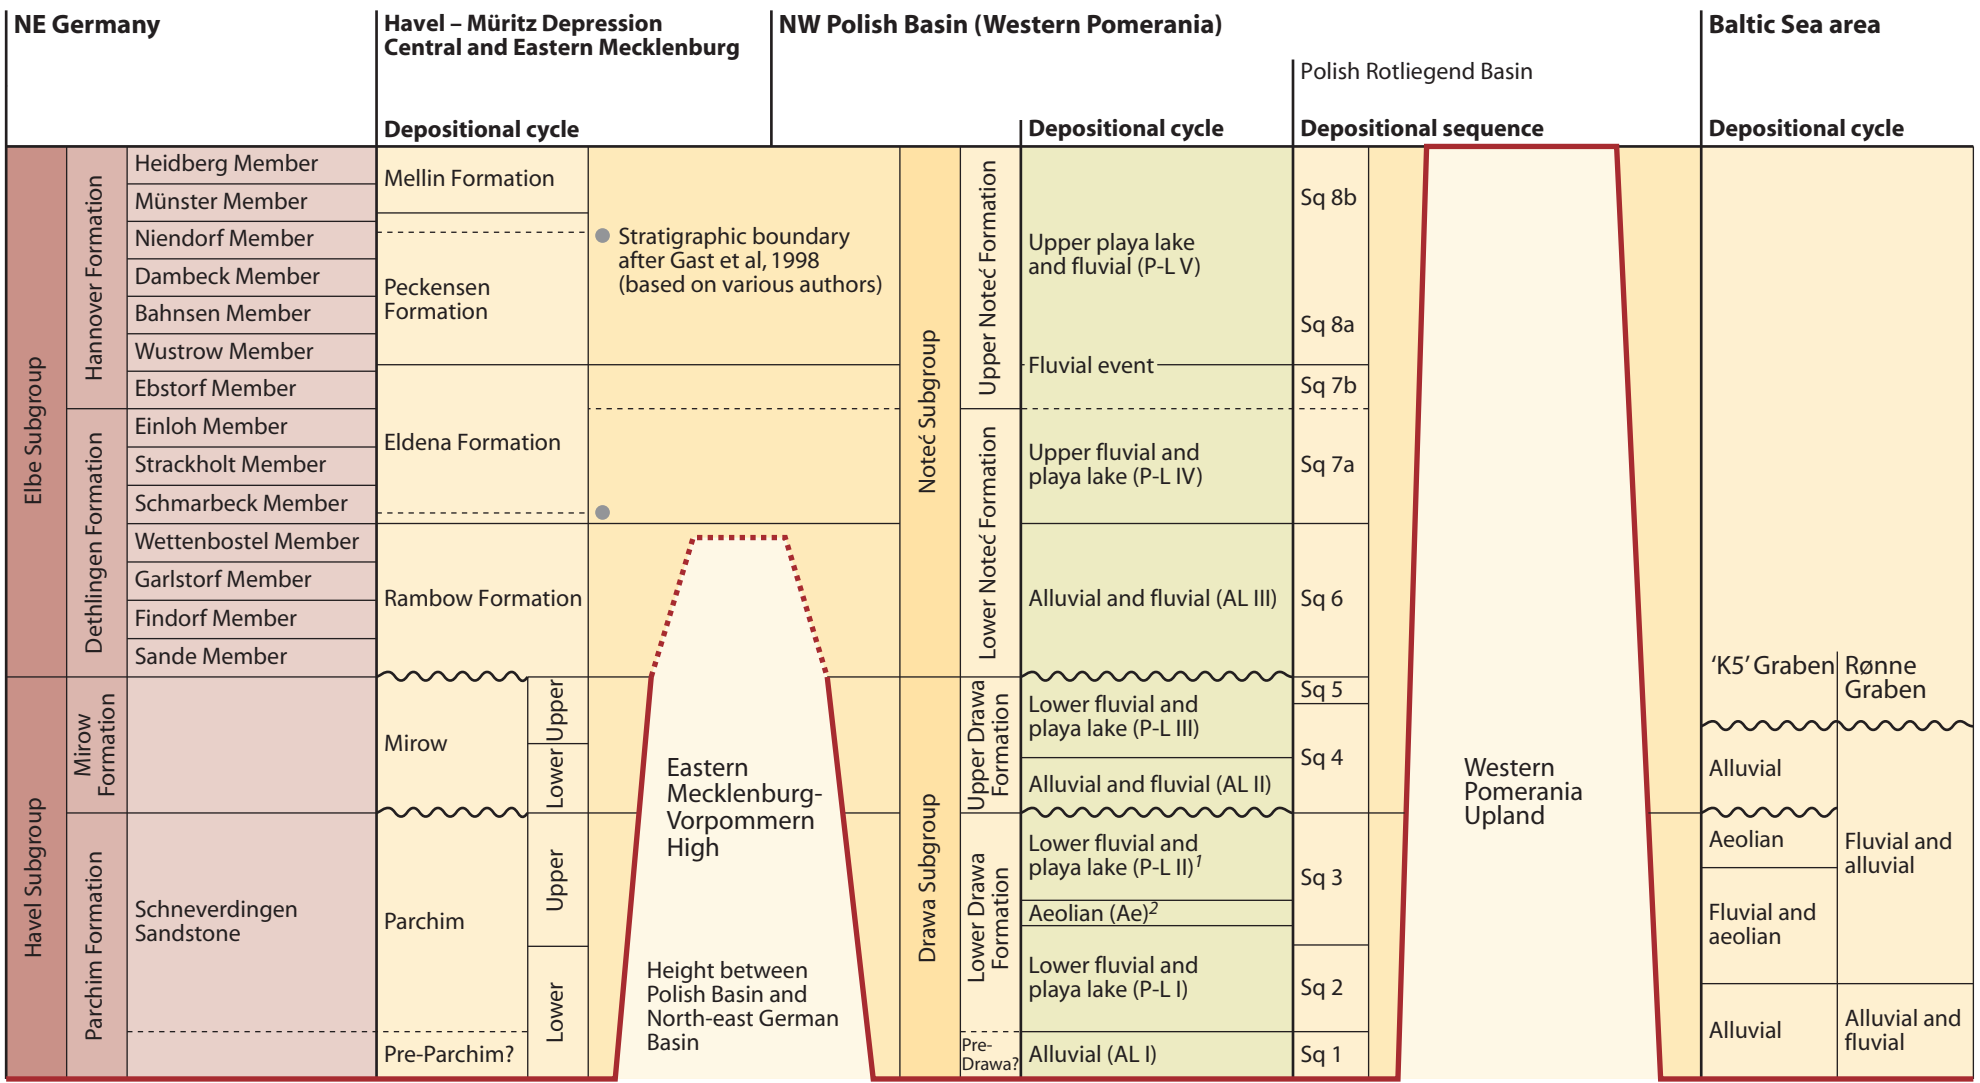 NE Germany
Havel – Müritz Depression
Central and Eastern Mecklenburg
NW Polish Basin (Western Pomerania)
Baltic Sea area
Polish Rotliegend Basin
Depositional cycle
Depositional cycle
Depositional sequence
Depositional cycle
Elbe Subgroup
Havel Subgroup
Hannover Formation
Dethlingen Formation
Mirow
Formation
Parchim Formation
Heidberg Member
Münster Member
Niendorf Member
Dambeck Member
Bahnsen Member
Wustrow Member
Ebstorf Member
Einloh Member
Strackholt Member
Schmarbeck Member
Wettenbostel Member
Garlstorf Member
Findorf Member
Sande Member
Schneverdingen
Sandstone
Mellin Formation
Peckensen
Formation
Eldena Formation
Rambow Formation
Mirow
Upper
Lower
Parchim
Upper
Lower
Pre-Parchim?
Stratigraphic boundary
after Gast et al, 1998
(based on various authors)
Eastern
Mecklenburg-
Vorpommern
High
Height between
Polish Basin and
North-east German
Basin
Noteć Subgroup
Drawa Subgroup
Upper Noteć Formation
Lower Noteć Formation
Upper Drawa
Formation
Lower Drawa
Formation
Pre-
Drawa?
Upper playa lake
and fluvial (P-L V)
Fluvial event
Upper fluvial and
playa lake (P-L IV)
Alluvial and fluvial (AL III)
Lower fluvial and
playa lake (P-L III)
Alluvial and fluvial (AL II)
Lower fluvial and
playa lake (P-L II)1
Aeolian (Ae)2
Lower fluvial and
playa lake (P-L I)
Alluvial (AL I)
Sq 8b
Sq 8a
Sq 7b
Sq 7a
Sq 6
Sq 5
Sq 4
Sq 3
Sq 2
Sq 1
Western
Pomerania
Upland
‘K5’ Graben
Rønne
Graben
Alluvial
Aeolian
Fluvial and
aeolian
Alluvial
Fluvial and
alluvial
Alluvial and
fluvial